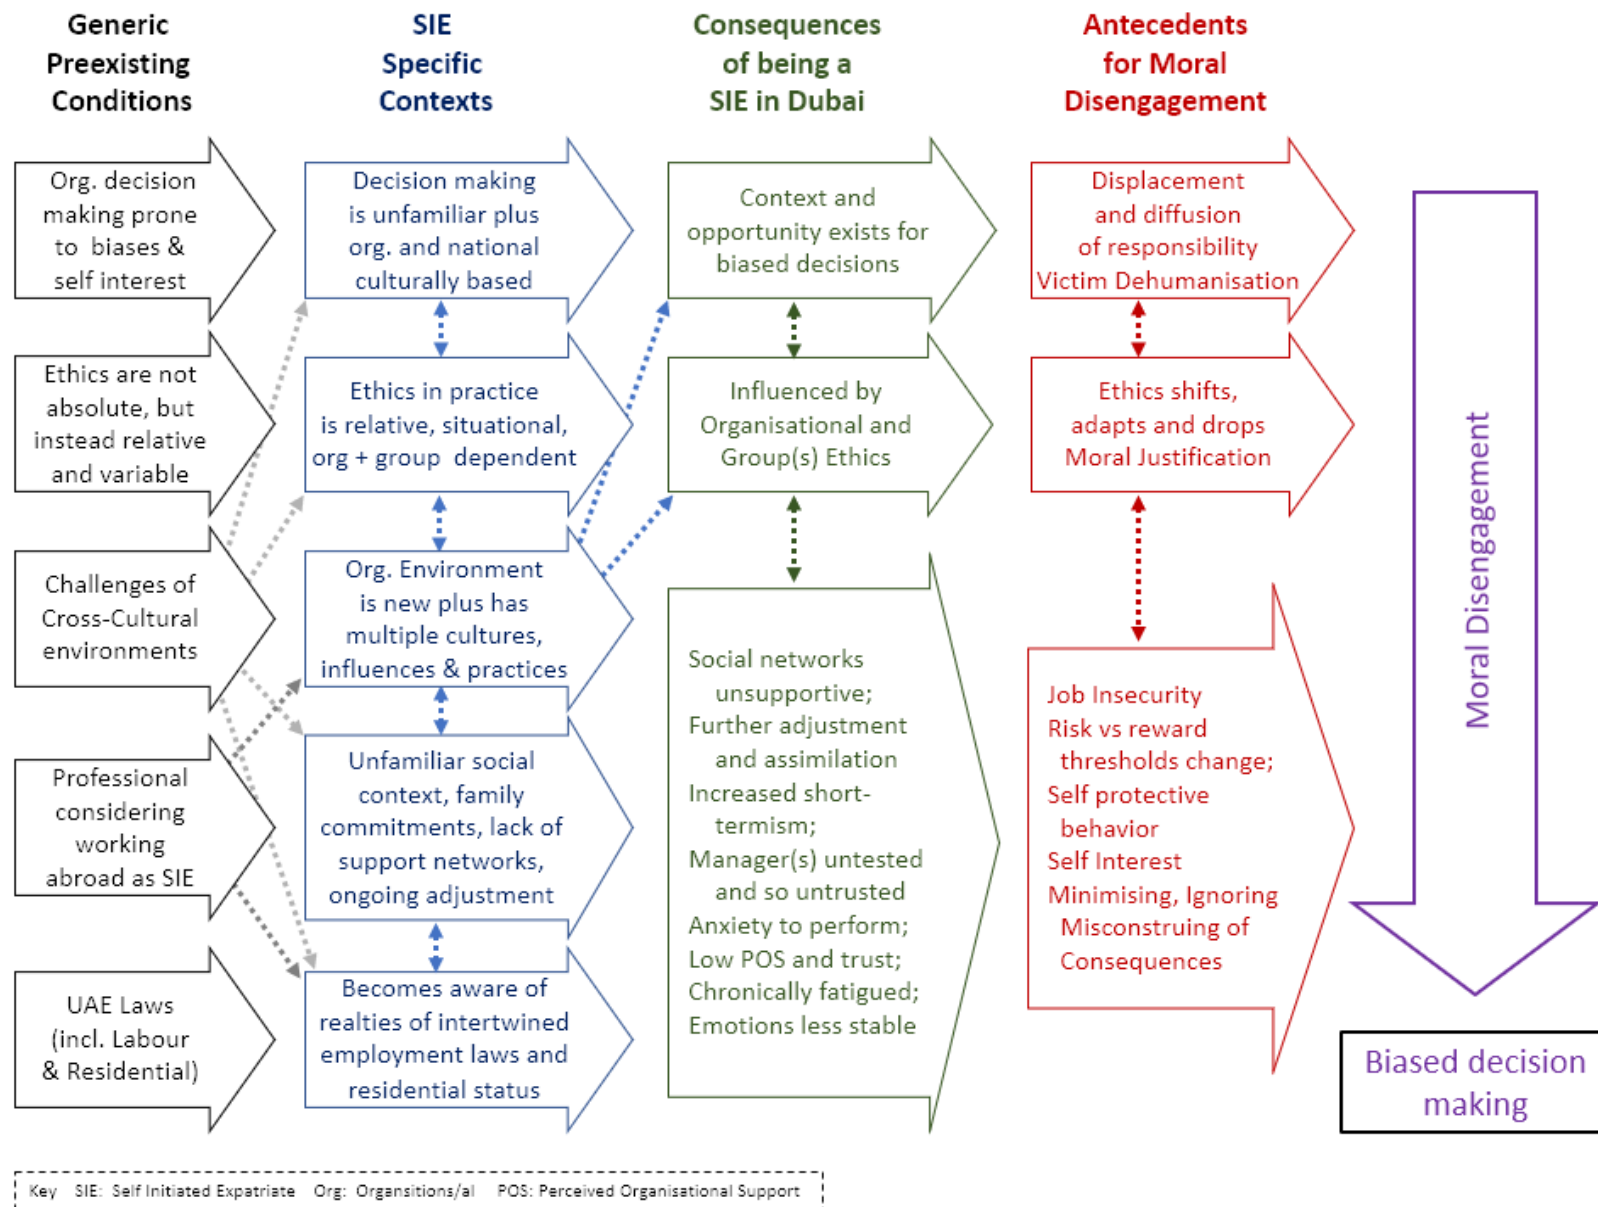 Generic
Preexisting
Conditions
SIE
Specific
Contexts
Consequences
of being a
SIE in Dubai
Antecedents
for Moral
Disengagement
Org. decision
making prone
to biases &
self interest
Decision making
is unfamiliar plus
org. and national
culturally based
Context and
opportunity exists for
biased decisions
Displacement
and diffusion
of responsibility
Victim Dehumanisation
Ethics are not
absolute, but
instead relative
and variable
Ethics in practice
is relative, situational,
org + group dependent
Influenced by
Organisational and
Group(s) Ethics
Ethics shifts,
adapts and drops
Moral Justification
Challenges of
Cross-Cultural
environments
Org. Environment
is new plus has
multiple cultures,
influences & practices
Social networks
unsupportive;
Further adjustment
and assimilation
Increased short-
termism;
Manager(s) untested
and so untrusted
Anxiety to perform;
Low POS and trust;
Chronically fatigued;
Emotions less stable
Job Insecurity
Risk vs reward
thresholds change;
Self protective
behavior
Self Interest
Minimising, Ignoring
Misconstruing of
Consequences
Professional
considering
working
abroad as SIE
Unfamiliar social
context, family
commitments, lack of
support networks,
ongoing adjustment
UAE Laws
(incl. Labour
& Residential)
Becomes aware of
realties of intertwined
employment laws and
residential status
Moral Disengagement
Biased decision
making
Key SIE: Self Initiated Expatriate Org: Organsitions/al POS: Perceived Organisational Support